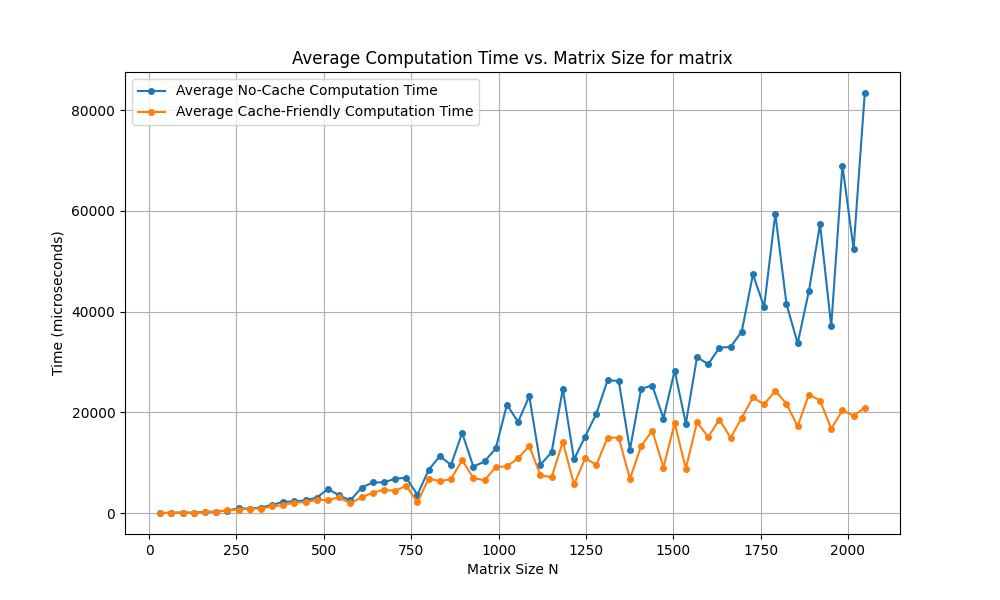 Average Computation Time vs. Matrix Size for matrix
Average No-Cache Computation Time
Average Cache-Friendly Computation Time
80000
60000
40000
20000
0
Time (microseconds)
0 250 500 750 1000 1250 1500 1750 2000
Matrix Size N